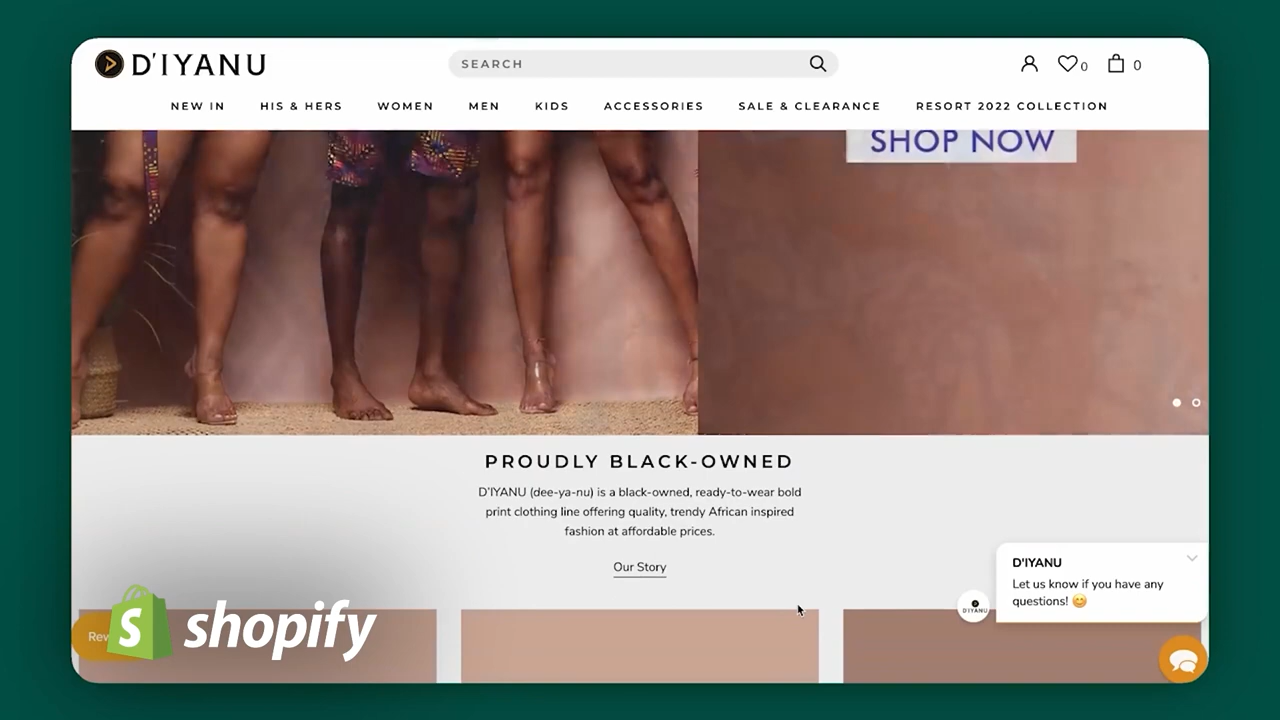 D'IYANU
SEARCH
0
0
NEW IN HIS & HERS WOMEN MEN KIDS ACCESSORIES SALE & CLEARANCE RESORT 2022 COLLECTION
SHOP NOW
PROUDLY BLACK-OWNED
D'IYANU (dee-ya-nu) is a black-owned, ready-to-wear bold
print clothing line offering quality, trendy African inspired
fashion at affordable prices.
Our Story
D'IYANU
Let us know if you have any
questions! 😊
D'IYANU
Rev
shopify